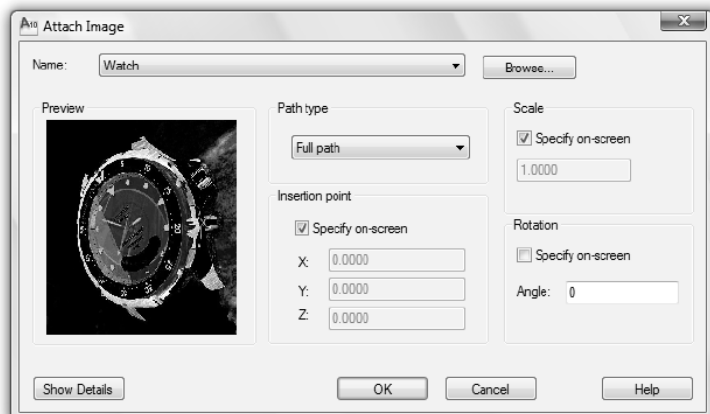 A10 Attach Image
Name: Watch Browse...
Preview
Path type
Full path
Insertion point
Specify on-screen
X: 0.0000
Y: 0.0000
Z: 0.0000
Scale
Specify on-screen
1.0000
Rotation
Specify on-screen
Angle: 0
Show Details OK Cancel Help